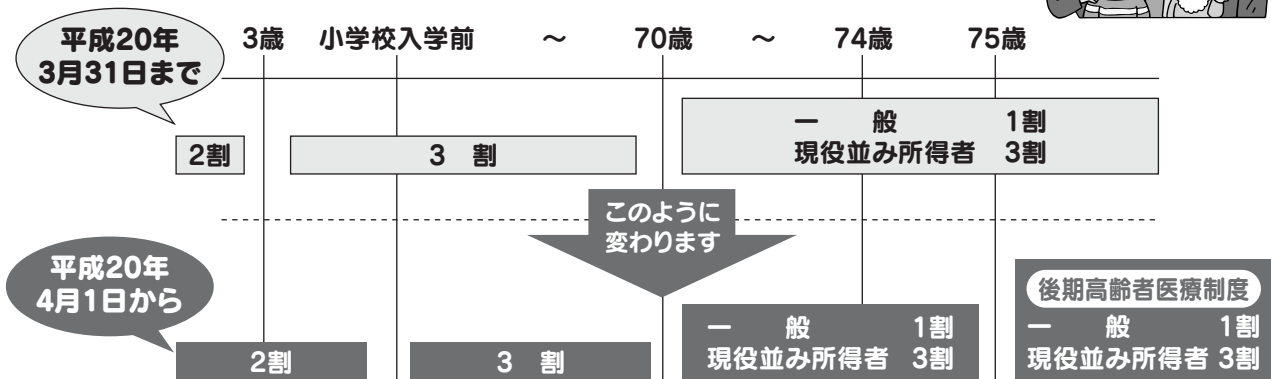 平成20年
3月31日まで
3歳 小学校入学前 ～ 70歳 ～ 74歳 75歳
2割
3 割
一 般 1割
現役並み所得者 3割
このように
変わります
平成20年
4月1日から
2割
3 割
一 般 1割
現役並み所得者 3割
後期高齢者医療制度
一 般 1割
現役並み所得者 3割